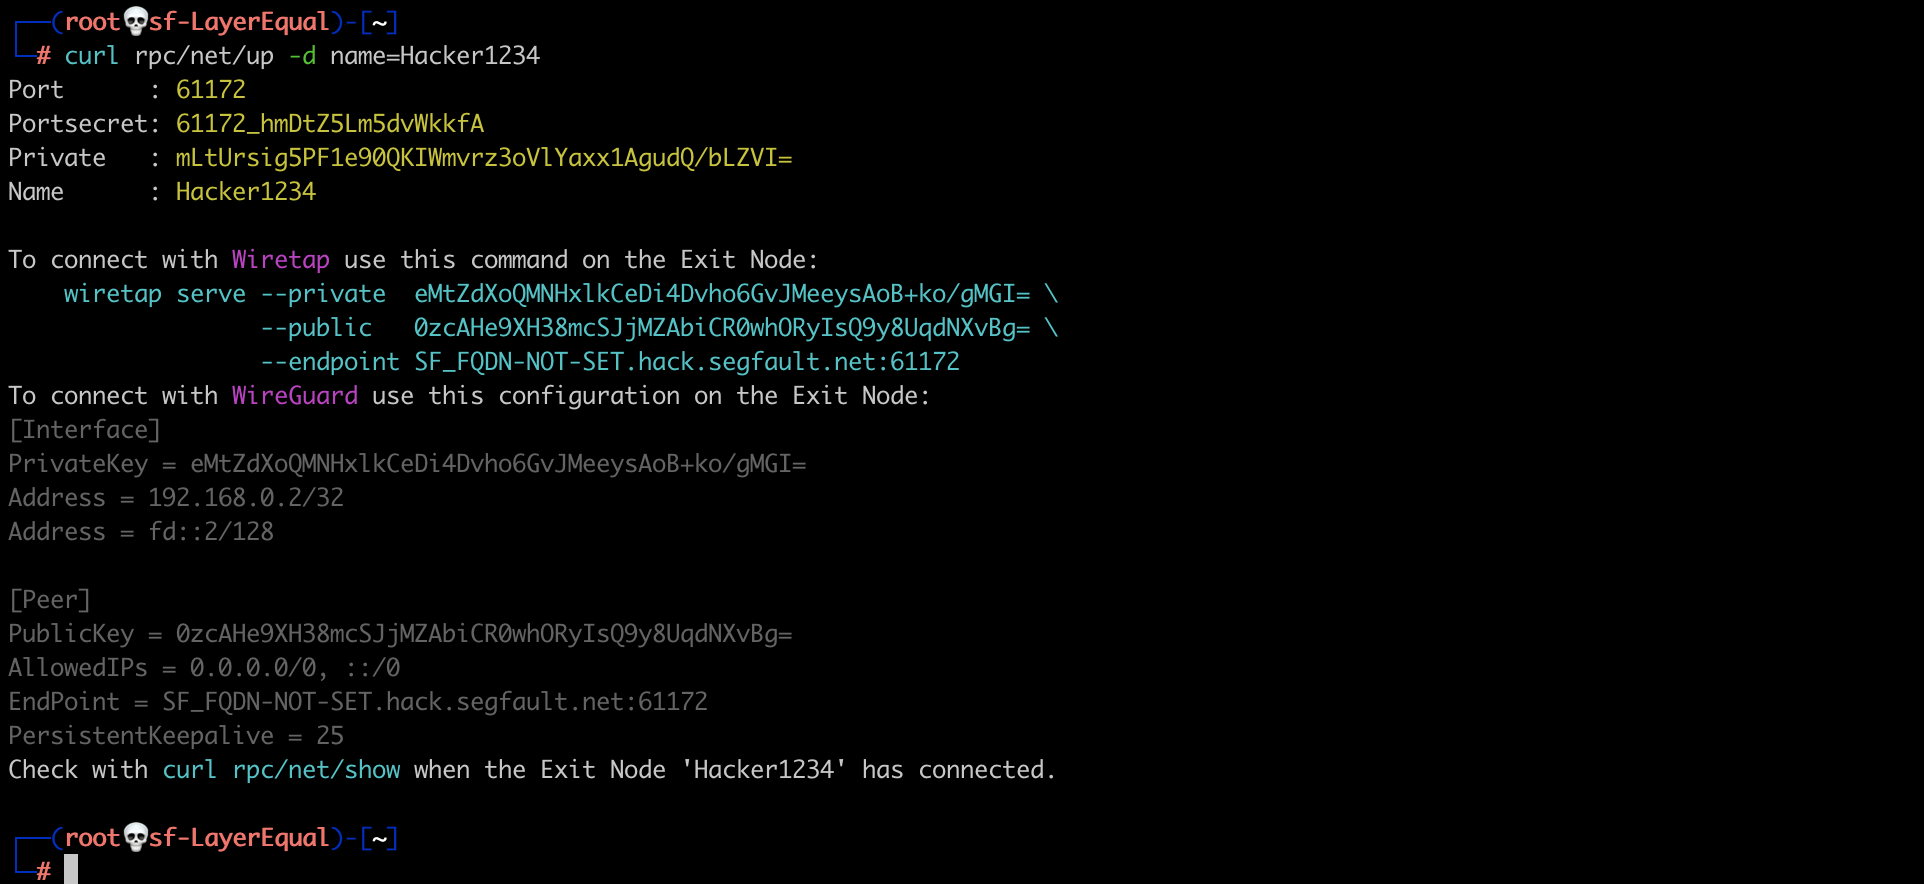 ┌──(root💀sf-LayerEqual)-[~]
└─# curl rpc/net/up -d name=Hacker1234
Port      : 61172
Portsecret: 61172_hmDtZ5Lm5dvWkkfA
Private   : mLtUrsig5PF1e90QKIWmvrz3oVlYaxx1AgudQ/bLZVI=
Name      : Hacker1234

To connect with Wiretap use this command on the Exit Node:
    wiretap serve --private  eMtZdXoQMNHxlkCeDi4Dvho6GvJMeeysAoB+ko/gMGI= \
                  --public   0zcAHe9XH38mcSJjMZAbiCR0whORyIsQ9y8UqdNXvBg= \
                  --endpoint SF_FQDN-NOT-SET.hack.segfault.net:61172
To connect with WireGuard use this configuration on the Exit Node:
[Interface]
PrivateKey = eMtZdXoQMNHxlkCeDi4Dvho6GvJMeeysAoB+ko/gMGI=
Address = 192.168.0.2/32
Address = fd::2/128

[Peer]
PublicKey = 0zcAHe9XH38mcSJjMZAbiCR0whORyIsQ9y8UqdNXvBg=
AllowedIPs = 0.0.0.0/0, ::/0
EndPoint = SF_FQDN-NOT-SET.hack.segfault.net:61172
PersistentKeepalive = 25
Check with curl rpc/net/show when the Exit Node 'Hacker1234' has connected.

┌──(root💀sf-LayerEqual)-[~]
└─#